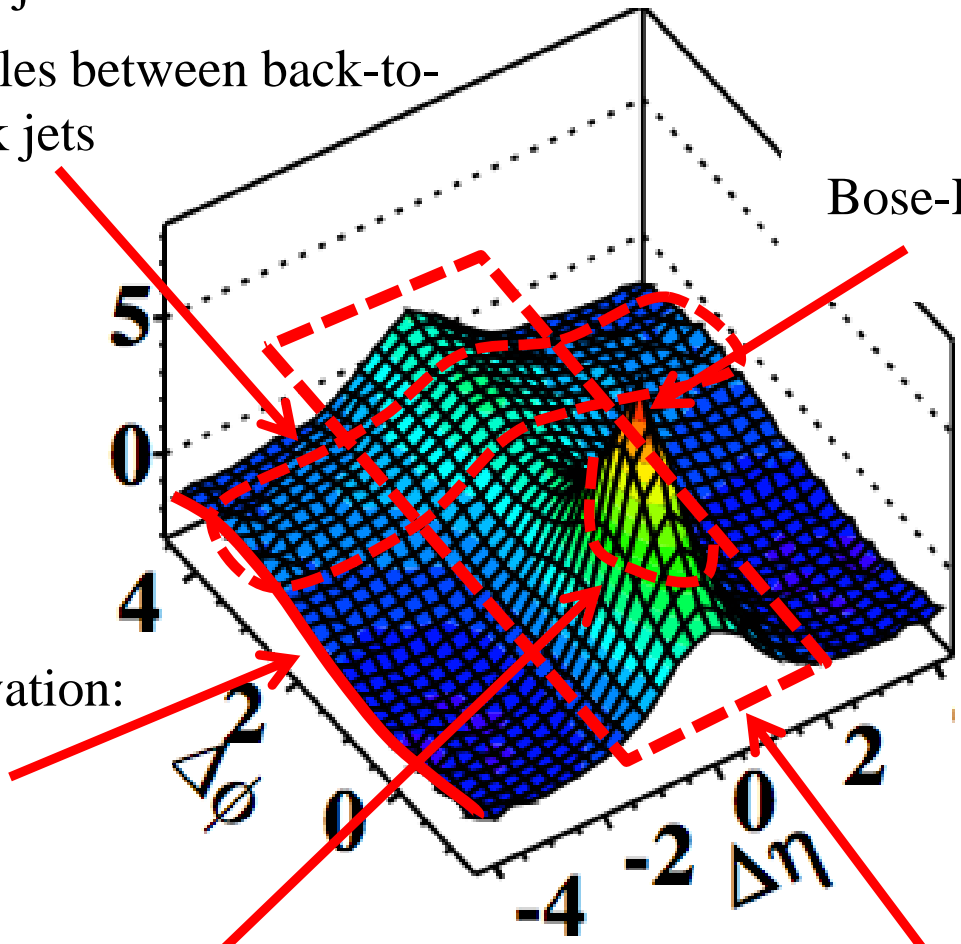 les between back-to-
jets
Bose-
5
0
4
vation:
2
Δφ
0
2
0
Δη
-2
-4